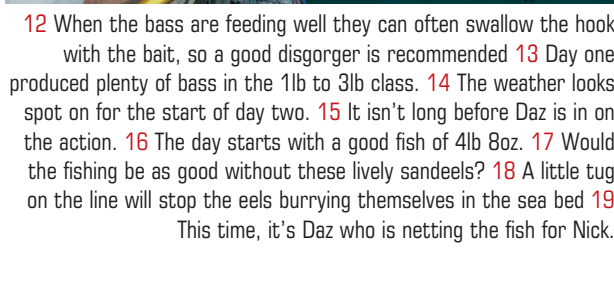 12 When the bass are feeding well they can often swallow the hook
with the bait, so a good disgorger is recommended 13 Day one
produced plenty of bass in the 1lb to 3lb class. 14 The weather looks
spot on for the start of day two. 15 It isn't long before Daz is in on
the action. 16 The day starts with a good fish of 4lb 8oz. 17 Would
the fishing be as good without these lively sandeels? 18 A little tug
on the line will stop the eels burrying themselves in the sea bed 19
This time, it's Daz who is netting the fish for Nick.